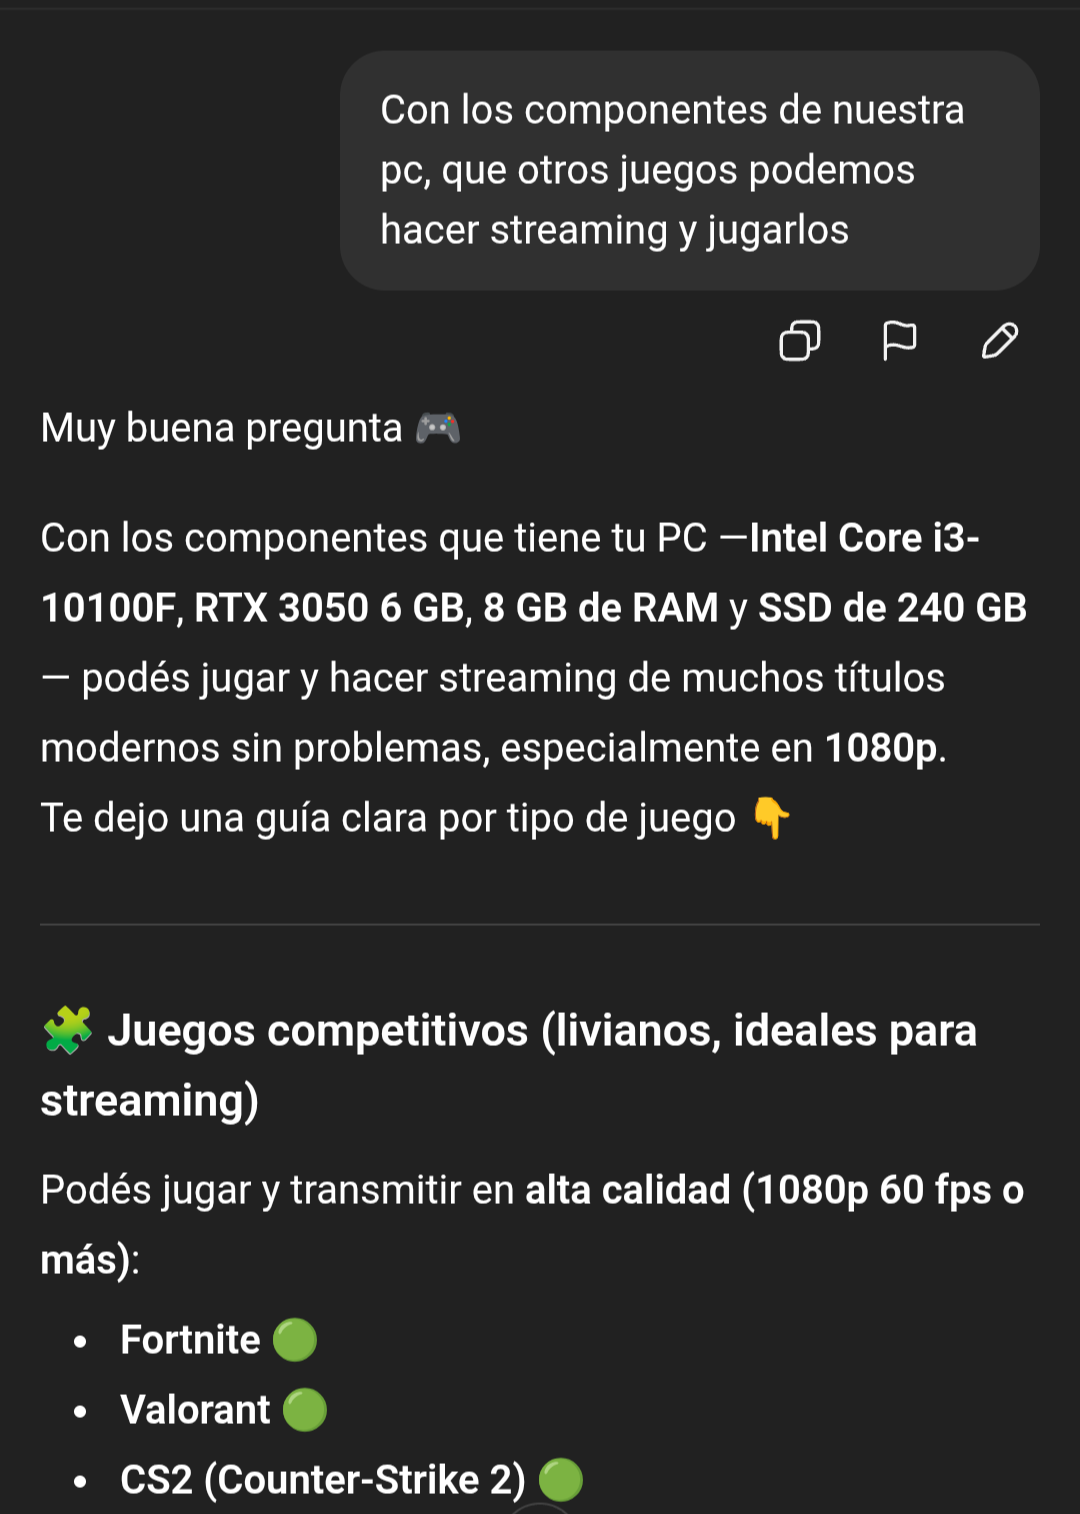 Con los componentes de nuestra
pc, que otros juegos podemos
hacer streaming y jugarlos
Muy buena pregunta 🎮
Con los componentes que tiene tu PC —Intel Core i3-
10100F, RTX 3050 6 GB, 8 GB de RAM y SSD de 240 GB
— podés jugar y hacer streaming de muchos títulos
modernos sin problemas, especialmente en 1080p.
Te dejo una guía clara por tipo de juego 👇
🧩 Juegos competitivos (livianos, ideales para
streaming)
Podés jugar y transmitir en alta calidad (1080p 60 fps o
más):
• Fortnite 🟢
• Valorant 🟢
• CS2 (Counter-Strike 2) 🟢